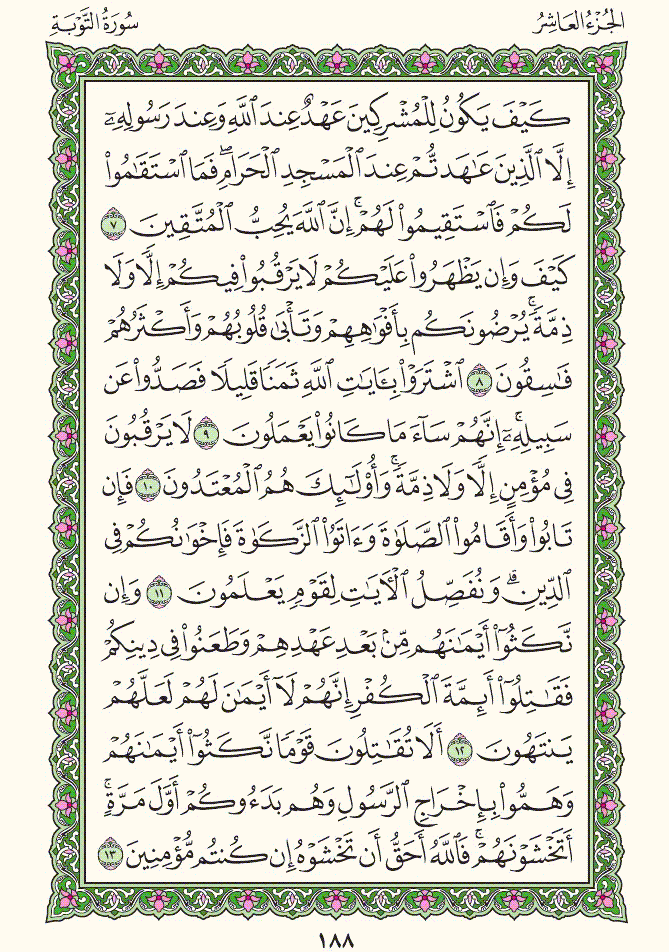 الجُزْءُ العَاشِرُ
سُورَةُ التَّوْبَةِ
كَيْفَ يَكُونُ لِلْمُشْرِكِينَ عَهْدٌ عِندَ ٱللَّهِ وَعِندَ رَسُولِهِۦٓ
إِلَّا ٱلَّذِينَ عَٰهَدتُّمْ عِندَ ٱلْمَسْجِدِ ٱلْحَرَامِ ۖ فَمَا ٱسْتَقَٰمُوا۟
لَكُمْ فَٱسْتَقِيمُوا۟ لَهُمْ ۚ إِنَّ ٱللَّهَ يُحِبُّ ٱلْمُتَّقِينَ ٧
كَيْفَ وَإِن يَظْهَرُوا۟ عَلَيْكُمْ لَا يَرْقُبُوا۟ فِيكُمْ إِلًّا وَلَا
ذِمَّةً ۚ يُرْضُونَكُم بِأَفْوَٰهِهِمْ وَتَأْبَىٰ قُلُوبُهُمْ وَأَكْثَرُهُمْ
فَٰسِقُونَ ٨ ٱشْتَرَوْا۟ بِـَٔايَٰتِ ٱللَّهِ ثَمَنًا قَلِيلًا فَصَدُّوا۟ عَن
سَبِيلِهِۦٓ ۚ إِنَّهُمْ سَآءَ مَا كَانُوا۟ يَعْمَلُونَ ٩ لَا يَرْقُبُونَ
فِى مُؤْمِنٍ إِلًّا وَلَا ذِمَّةً ۚ وَأُو۟لَٰٓئِكَ هُمُ ٱلْمُعْتَدُونَ ١٠ فَإِن
تَابُوا۟ وَأَقَامُوا۟ ٱلصَّلَوٰةَ وَءَاتَوُا۟ ٱلزَّكَوٰةَ فَإِخْوَٰنُكُمْ فِى
ٱلدِّينِ ۗ وَنُفَصِّلُ ٱلْءَايَٰتِ لِقَوْمٍ يَعْلَمُونَ ١١ وَإِن
نَّكَثُوٓا۟ أَيْمَٰنَهُم مِّنۢ بَعْدِ عَهْدِهِمْ وَطَعَنُوا۟ فِى دِينِكُمْ
فَقَٰتِلُوٓا۟ أَئِمَّةَ ٱلْكُفْرِ ۙ إِنَّهُمْ لَآ أَيْمَٰنَ لَهُمْ لَعَلَّهُمْ
يَنتَهُونَ ١٢ أَلَا تُقَٰتِلُونَ قَوْمًا نَّكَثُوٓا۟ أَيْمَٰنَهُمْ
وَهَمُّوا۟ بِإِخْرَاجِ ٱلرَّسُولِ وَهُم بَدَءُوكُمْ أَوَّلَ مَرَّةٍ ۚ
أَتَخْشَوْنَهُمْ ۚ فَٱللَّهُ أَحَقُّ أَن تَخْشَوْهُ إِن كُنتُم مُّؤْمِنِينَ ١٣
١٨٨